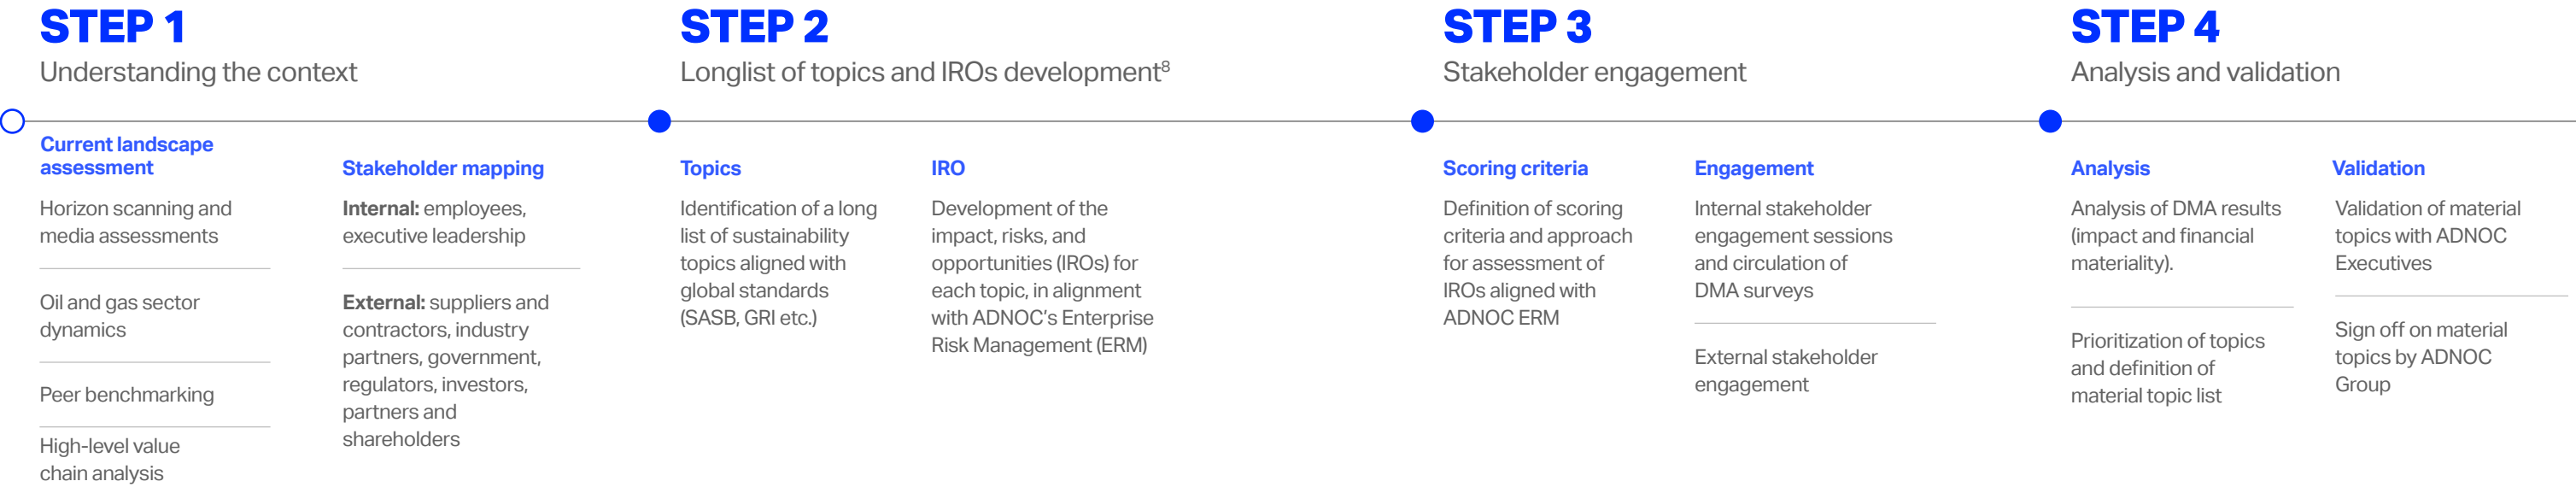 STEP 1
Understanding the context
Current landscape
assessment
Horizon scanning and
media assessments
Oil and gas sector
dynamics
Peer benchmarking
High-level value
chain analysis
Stakeholder mapping
Internal: employees,
executive leadership
External: suppliers and
contractors, industry
partners, government,
regulators, investors,
partners and
shareholders
STEP 2
Longlist of topics and IROs development⁸
Topics
Identification of a long
list of sustainability
topics aligned with
global standards
(SASB, GRI etc.)
IRO
Development of the
impact, risks, and
opportunities (IROs) for
each topic, in alignment
with ADNOC’s Enterprise
Risk Management (ERM)
STEP 3
Stakeholder engagement
Scoring criteria
Definition of scoring
criteria and approach
for assessment of
IROs aligned with
ADNOC ERM
Engagement
Internal stakeholder
engagement sessions
and circulation of
DMA surveys
External stakeholder
engagement
STEP 4
Analysis and validation
Analysis
Analysis of DMA results
(impact and financial
materiality).
Prioritization of topics
and definition of
material topic list
Validation
Validation of material
topics with ADNOC
Executives
Sign off on material
topics by ADNOC
Group